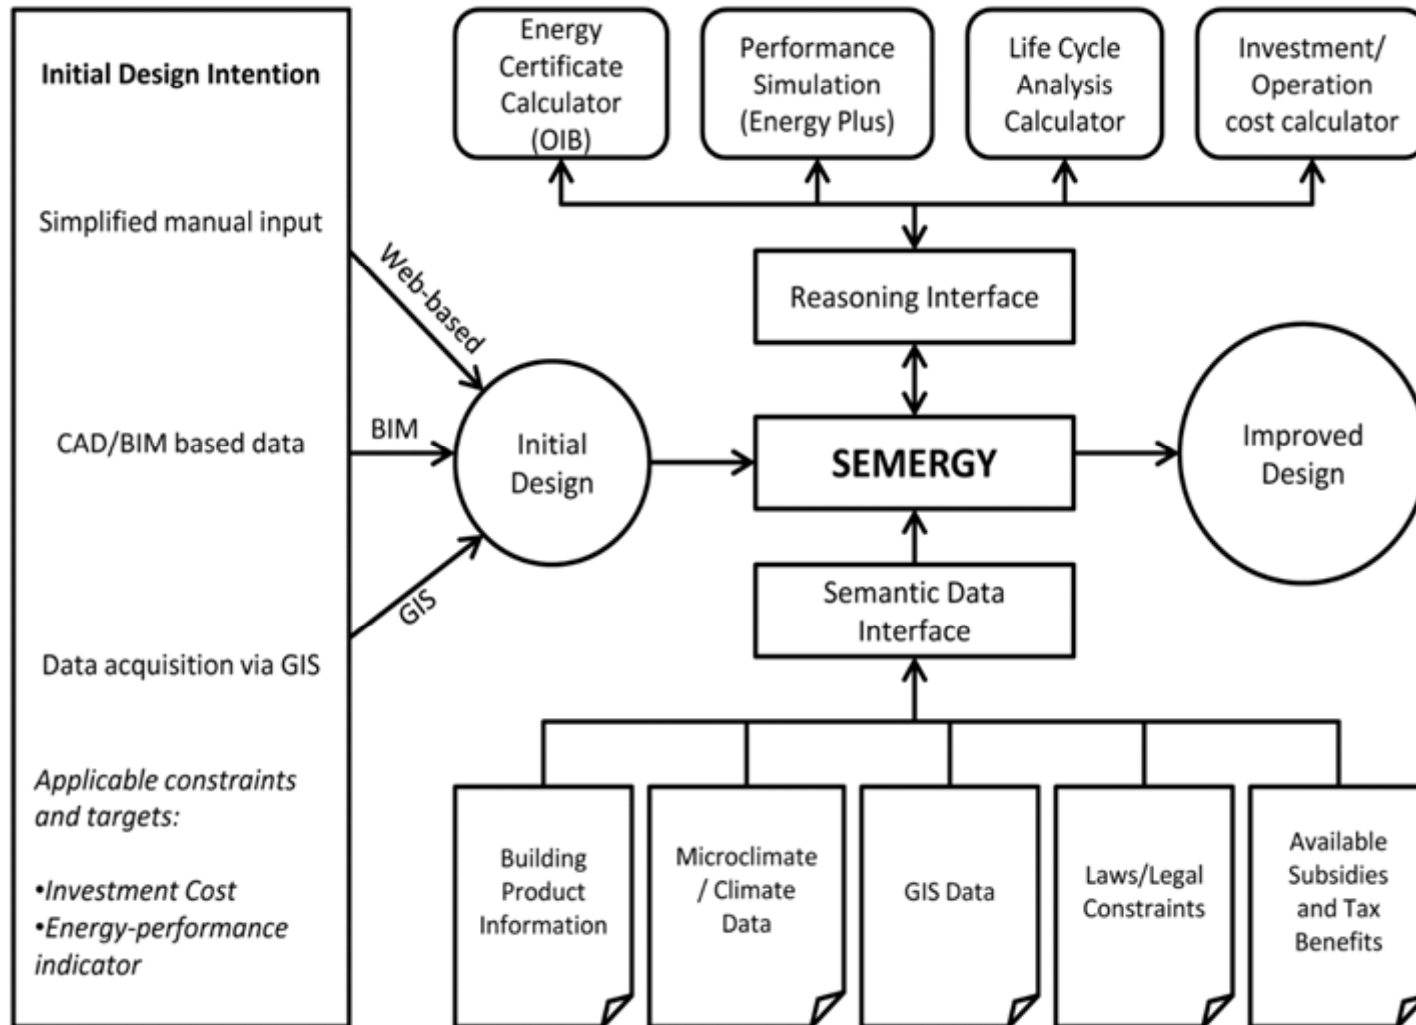 Initial Design Intention
Simplified manual input
CAD/BIM based data
Data acquisition via GIS
Applicable constraints
and targets:
•Investment Cost
•Energy-performance
indicator
Web-based
BIM
GIS
Initial
Design
Energy
Certificate
Calculator
(OIB)
Performance
Simulation
(Energy Plus)
Life Cycle
Analysis
Calculator
Investment/
Operation
cost calculator
Reasoning Interface
SEMERGY
Semantic Data
Interface
Improved
Design
Building
Product
Information
Microclimate
/ Climate
Data
GIS Data
Laws/Legal
Constraints
Available
Subsidies
and Tax
Benefits